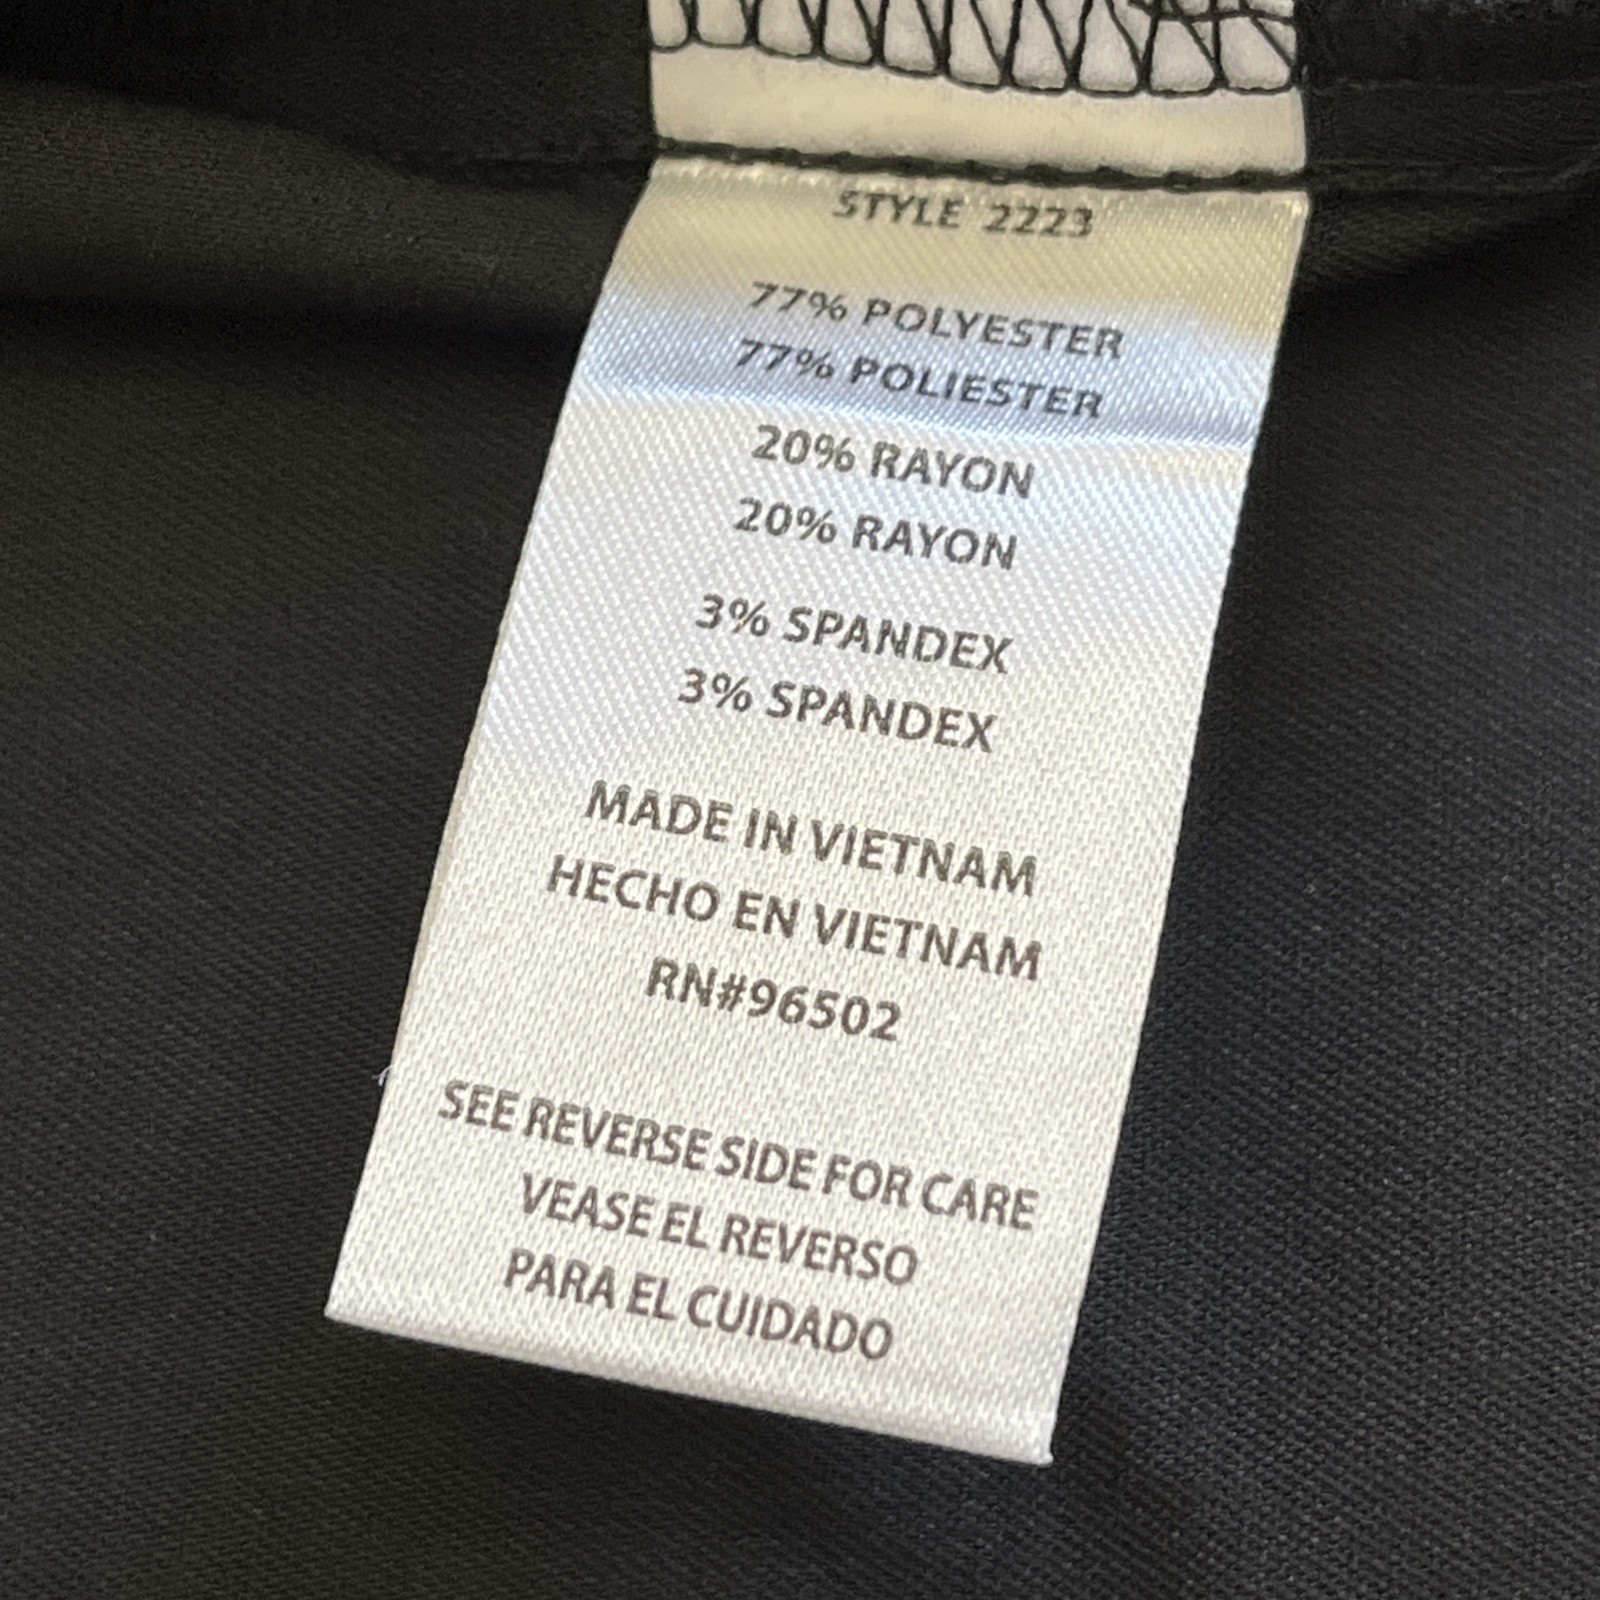 STYLE 2223
77% POLYESTER
77% POLIESTER
20% RAYON
20% RAYON
3% SPANDEX
3% SPANDEX
MADE IN VIETNAM
HECHO EN VIETNAM
RN#96502
SEE REVERSE SIDE FOR CARE
VEASE EL REVERSO
PARA EL CUIDADO